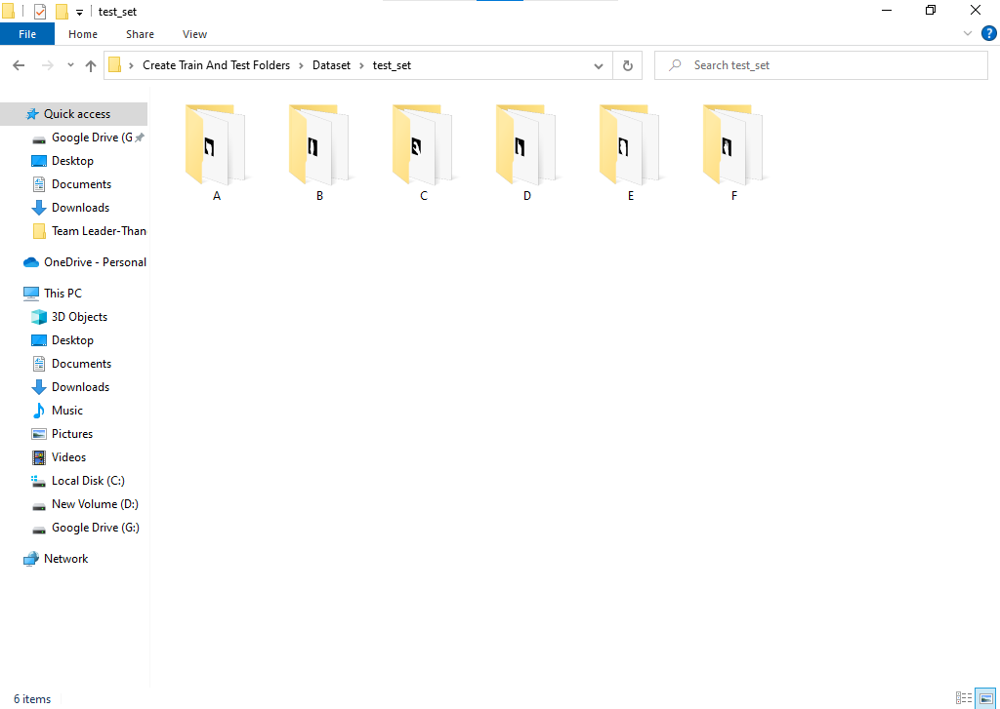 test_set
File Home Share View
?
Create Train And Test Folders > Dataset > test_set
Search test_set
Quick access
Google Drive (G
Desktop
Documents
Downloads
Team Leader-Than
OneDrive - Personal
This PC
3D Objects
Desktop
Documents
Downloads
Music
Pictures
Videos
Local Disk (C:)
New Volume (D:)
Google Drive (G:)
Network
A B C D E F
6 items